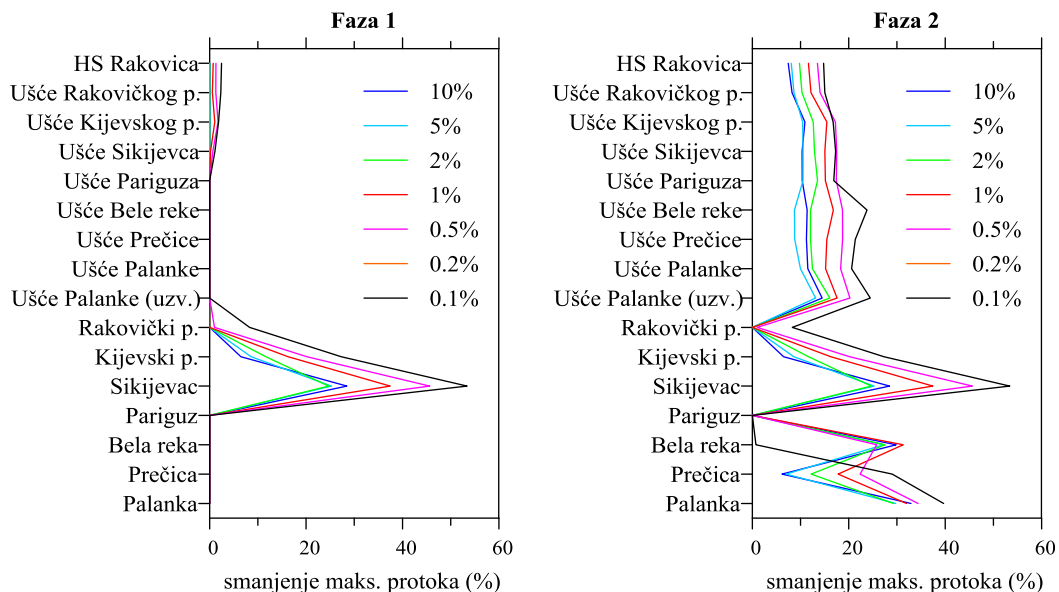 Faza 1
HS Rakovica
Ušće Rakovičkog p.
Ušće Kijevskog p.
Ušće Sikijevca
Ušće Pariguza
Ušće Bele reke
Ušće Prečice
Ušće Palanke
Ušće Palanke (uzv.)
Rakovički p.
Kijevski p.
Sikijevac
Pariguz
Bela reka
Prečica
Palanka
10%
5%
2%
1%
0.5%
0.2%
0.1%
0 20 40 60
smanjenje maks. protoka (%)
Faza 2
HS Rakovica
Ušće Rakovičkog p.
Ušće Kijevskog p.
Ušće Sikijevca
Ušće Pariguza
Ušće Bele reke
Ušće Prečice
Ušće Palanke
Ušće Palanke (uzv.)
Rakovički p.
Kijevski p.
Sikijevac
Pariguz
Bela reka
Prečica
Palanka
10%
5%
2%
1%
0.5%
0.2%
0.1%
0 20 40 60
smanjenje maks. protoka (%)